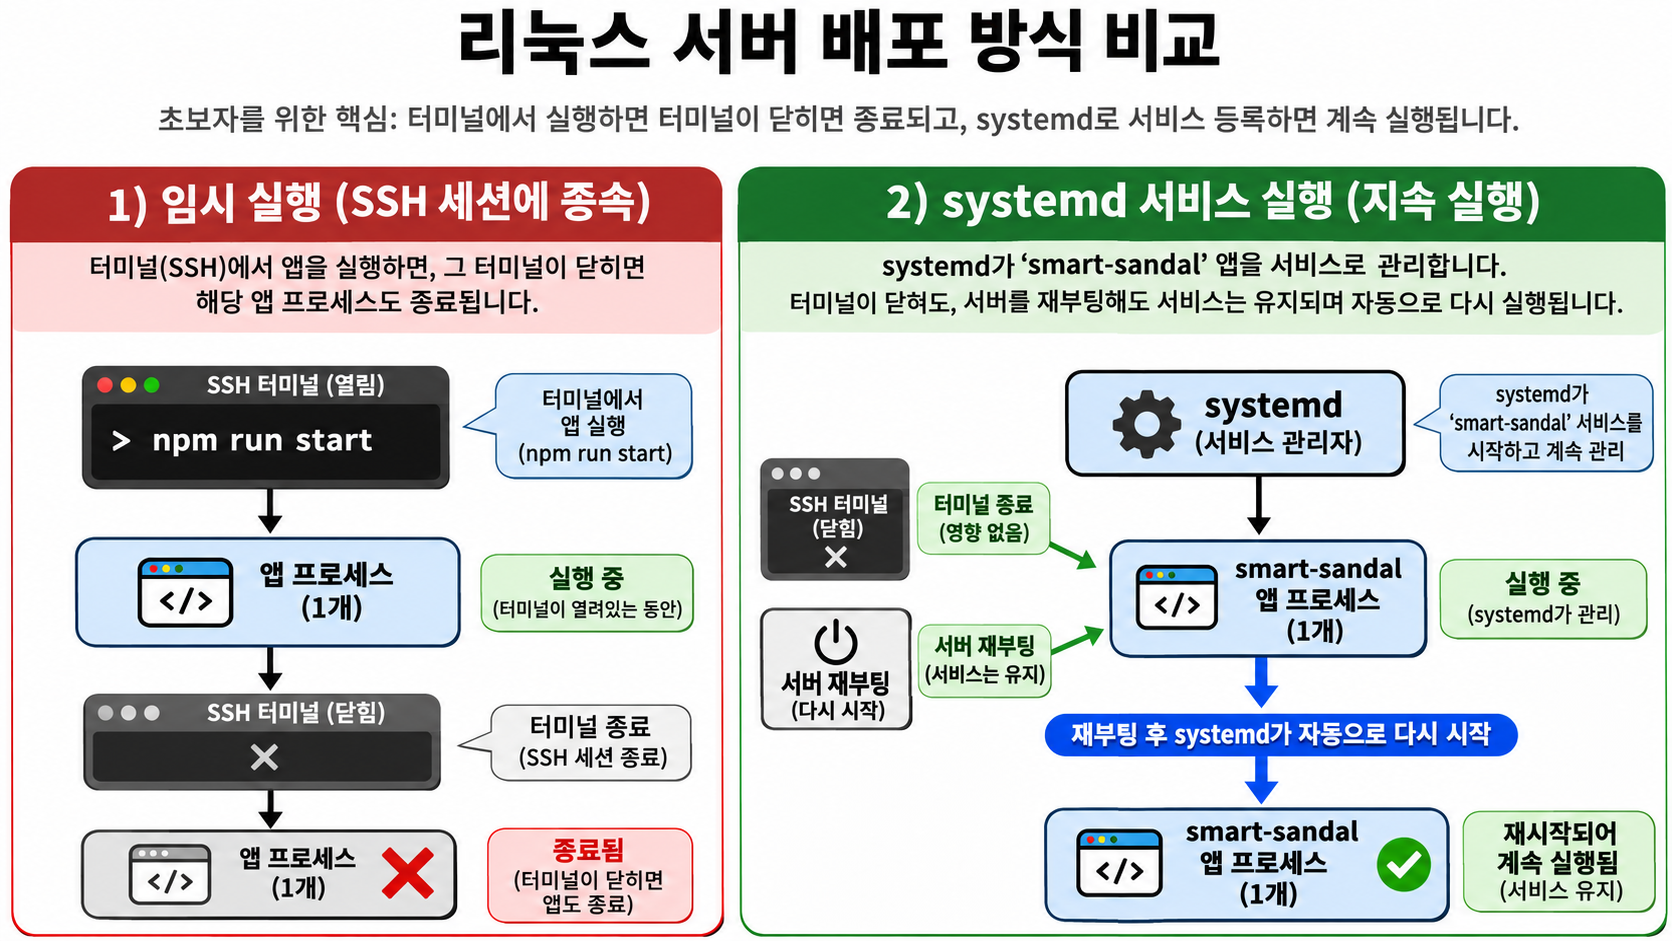 리눅스 서버 배포 방식 비교
초보자를 위한 핵심: 터미널에서 실행하면 터미널이 닫히면 종료되고, systemd로 서비스 등록하면 계속 실행됩니다.
1) 임시 실행 (SSH 세션에 종속)
터미널(SSH)에서 앱을 실행하면, 그 터미널이 닫히면
해당 앱 프로세스도 종료됩니다.
SSH 터미널 (열림)
> npm run start
터미널에서
앱 실행
(npm run start)
앱 프로세스
(1개)
실행 중
(터미널이 열려있는 동안)
SSH 터미널 (닫힘)
터미널 종료
(SSH 세션 종료)
앱 프로세스
(1개)
종료됨
(터미널이 닫히면
앱도 종료)
2) systemd 서비스 실행 (지속 실행)
systemd가 ‘smart-sandal’ 앱을 서비스로 관리합니다.
터미널이 닫혀도, 서버를 재부팅해도 서비스는 유지되며 자동으로 다시 실행됩니다.
systemd
(서비스 관리자)
systemd가
‘smart-sandal’ 서비스를
시작하고 계속 관리
SSH 터미널
(닫힘)
터미널 종료
(영향 없음)
서버 재부팅
(다시 시작)
서버 재부팅
(서비스는 유지)
smart-sandal
앱 프로세스
(1개)
실행 중
(systemd가 관리)
재부팅 후 systemd가 자동으로 다시 시작
smart-sandal
앱 프로세스
(1개)
재시작되어
계속 실행됨
(서비스 유지)